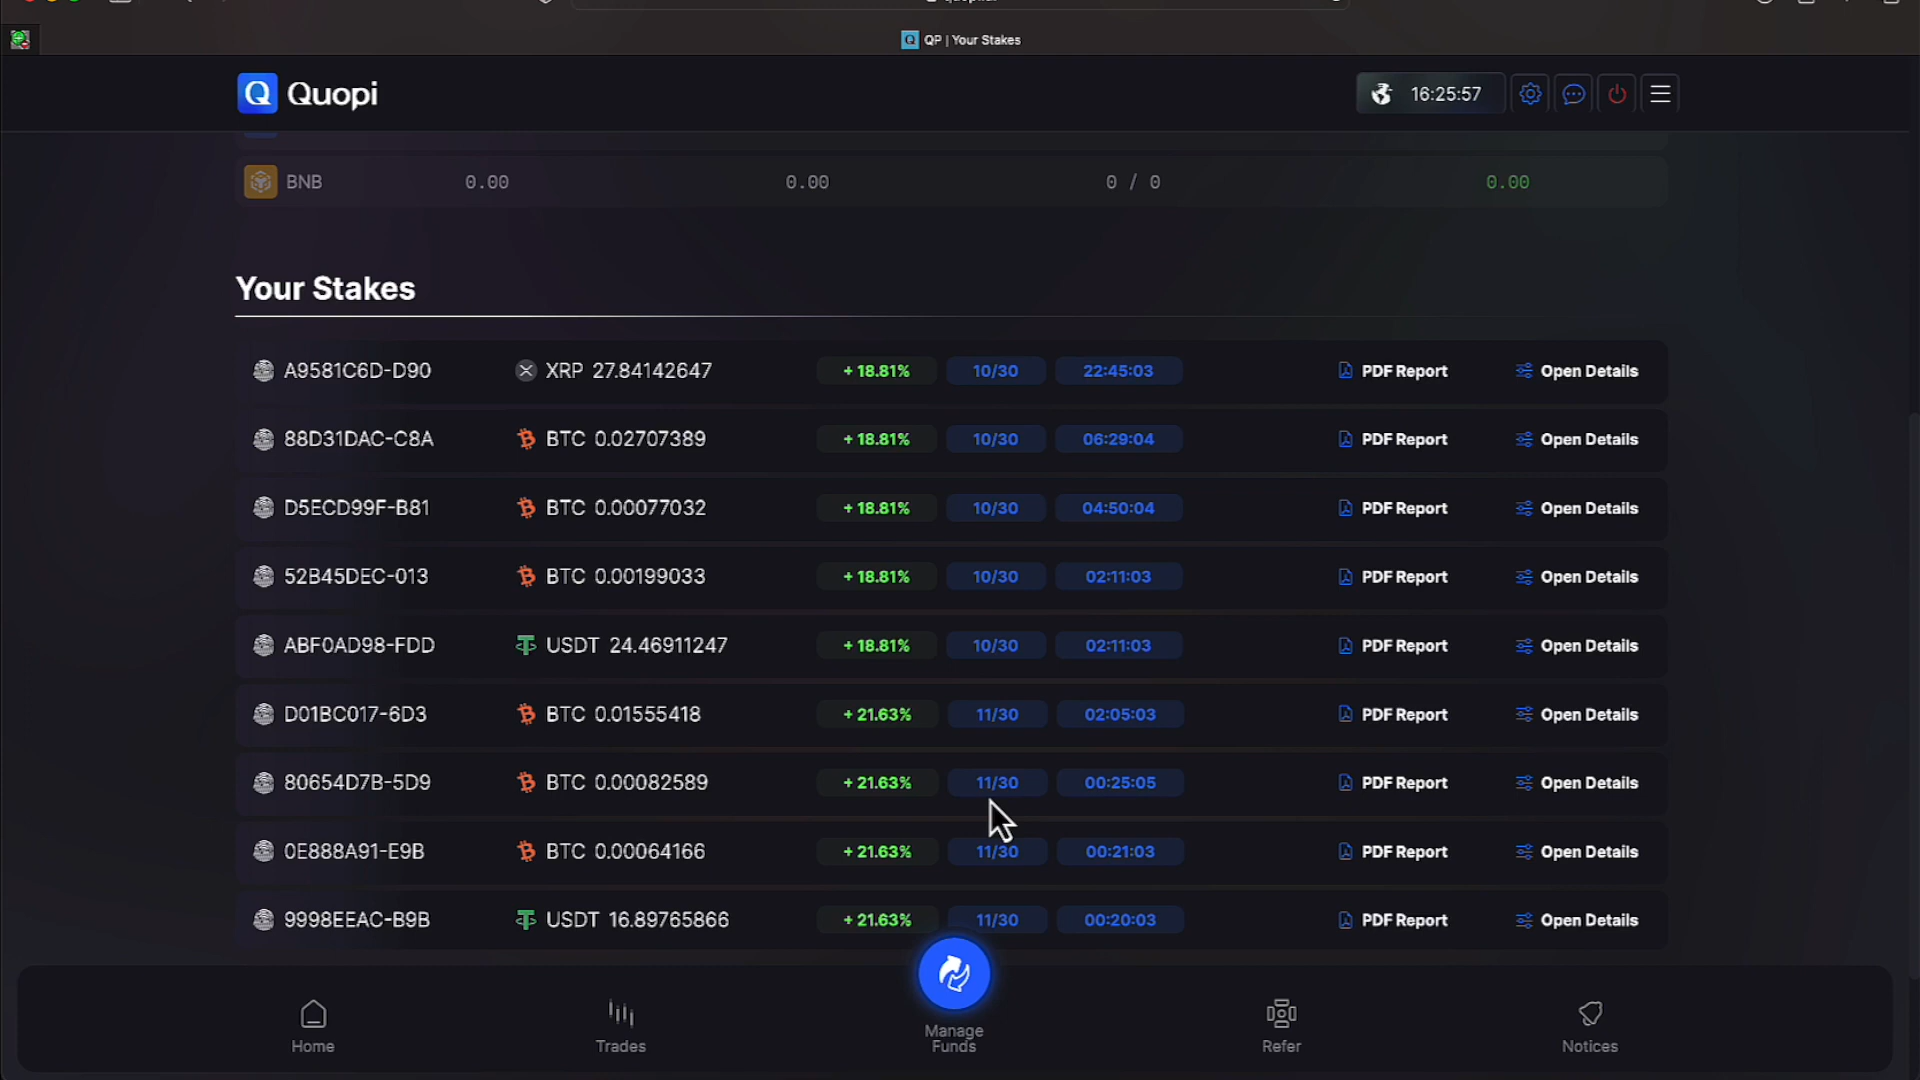 QP | Your Stakes
Quopi
16:25:57
BNB 0.00 0.00 0 / 0 0.00
Your Stakes
A9581C6D-D90 XRP 27.84142647 + 18.81% 10/30 22:45:03 PDF Report Open Details
88D31DAC-C8A BTC 0.02707389 + 18.81% 10/30 06:29:04 PDF Report Open Details
D5ECD99F-B81 BTC 0.00077032 + 18.81% 10/30 04:50:04 PDF Report Open Details
52B45DEC-013 BTC 0.00199033 + 18.81% 10/30 02:11:03 PDF Report Open Details
ABF0AD98-FDD USDT 24.46911247 + 18.81% 10/30 02:11:03 PDF Report Open Details
D01BC017-6D3 BTC 0.01555418 + 21.63% 11/30 02:05:03 PDF Report Open Details
80654D7B-5D9 BTC 0.00082589 + 21.63% 11/30 00:25:05 PDF Report Open Details
0E888A91-E9B BTC 0.00064166 + 21.63% 11/30 00:21:03 PDF Report Open Details
9998EEAC-B9B USDT 16.89765866 + 21.63% 11/30 00:20:03 PDF Report Open Details
Home Trades Manage Funds Refer Notices